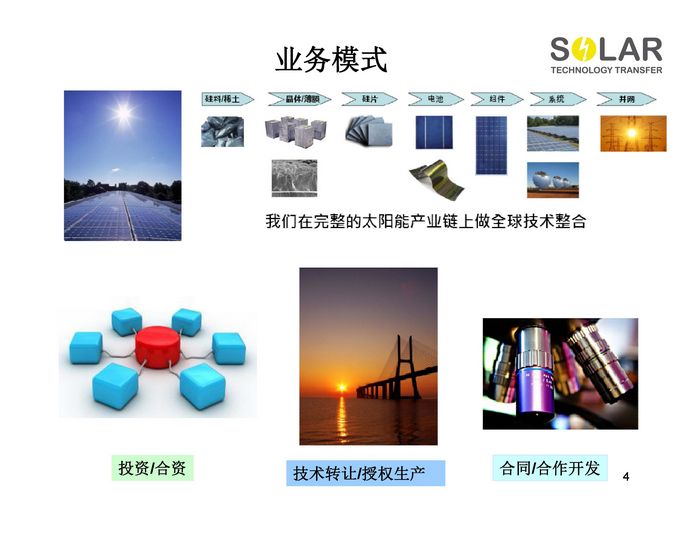 业务模式
SOLAR
TECHNOLOGY TRANSFER
硅料/稀土
晶体/薄膜
硅片
电池
组件
系统
并网
我们在完整的太阳能产业链上做全球技术整合
投资/合资
技术转让/授权生产
合同/合作开发
4